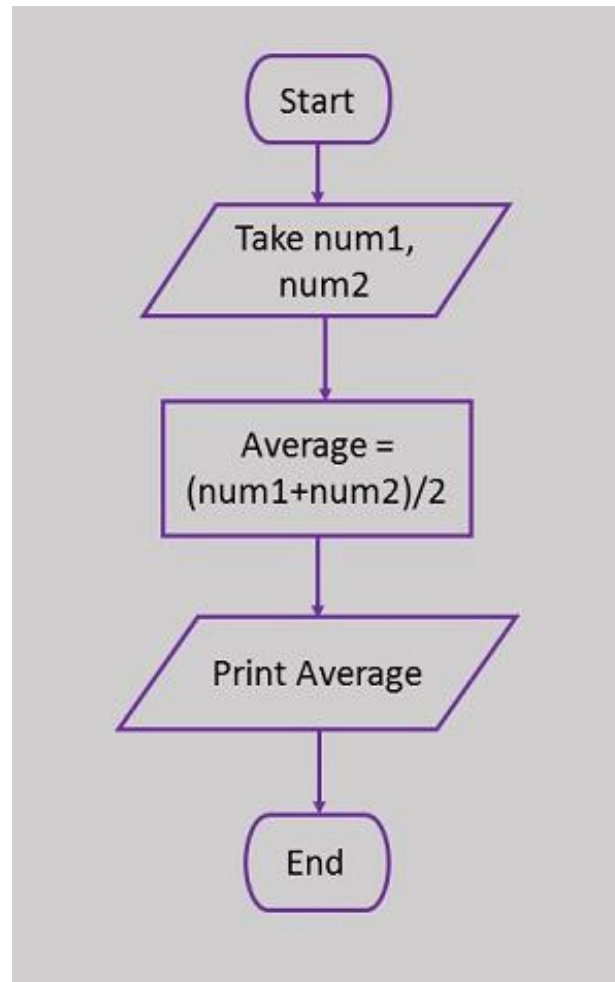 Start
Take num1,
num2
Average =
(num1+num2)/2
Print Average
End